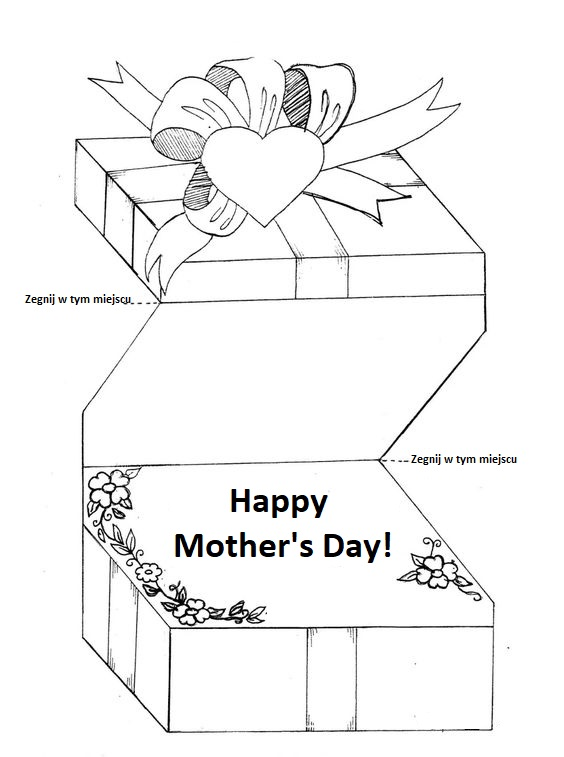 Zegnij w tym miejscu
Zegnij w tym miejscu
Happy
Mother's Day!